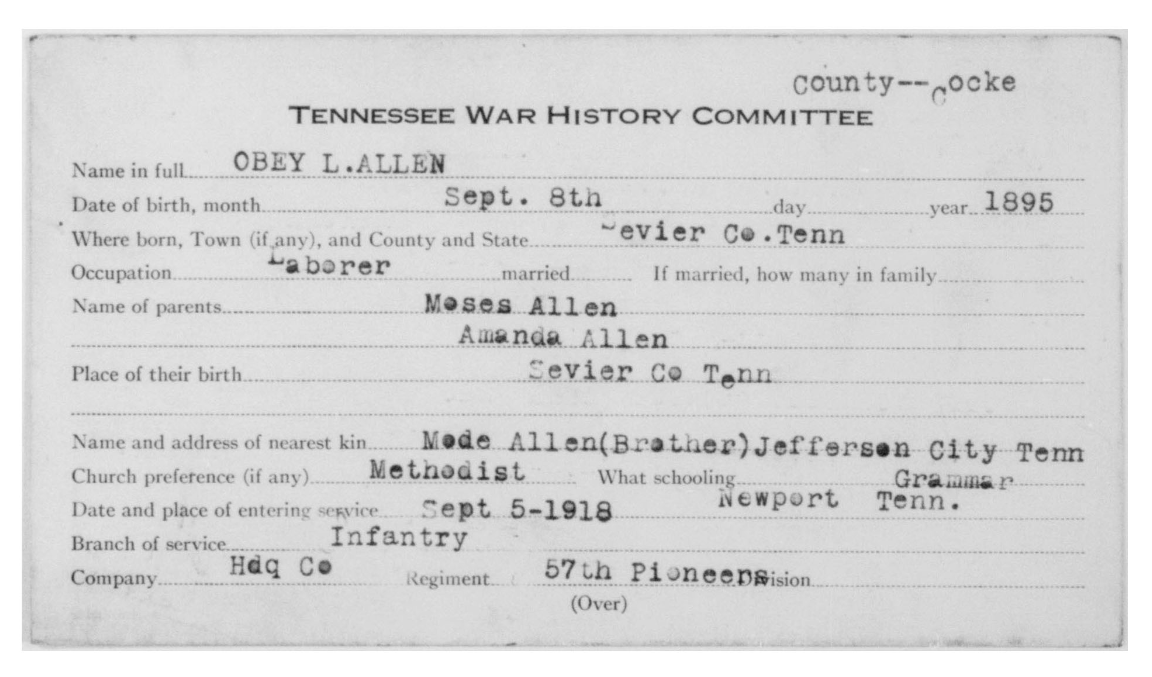 County--Cocke
TENNESSEE WAR HISTORY COMMITTEE
Name in full OBEY L.ALLEN
Date of birth, month Sept. 8th day year 1895
Where born, Town (if any), and County and State Sevier Co.Tenn
Occupation Laborer married If married, how many in family
Name of parents Moses Allen
Amanda Allen
Place of their birth Sevier Co Tenn
Name and address of nearest kin Mode Allen(Brother)Jefferson City Tenn
Church preference (if any) Methodist What schooling Grammar
Date and place of entering service Sept 5-1918 Newport Tenn.
Branch of service Infantry
Company Hdq Co Regiment 57th Pioneers Division
(Over)